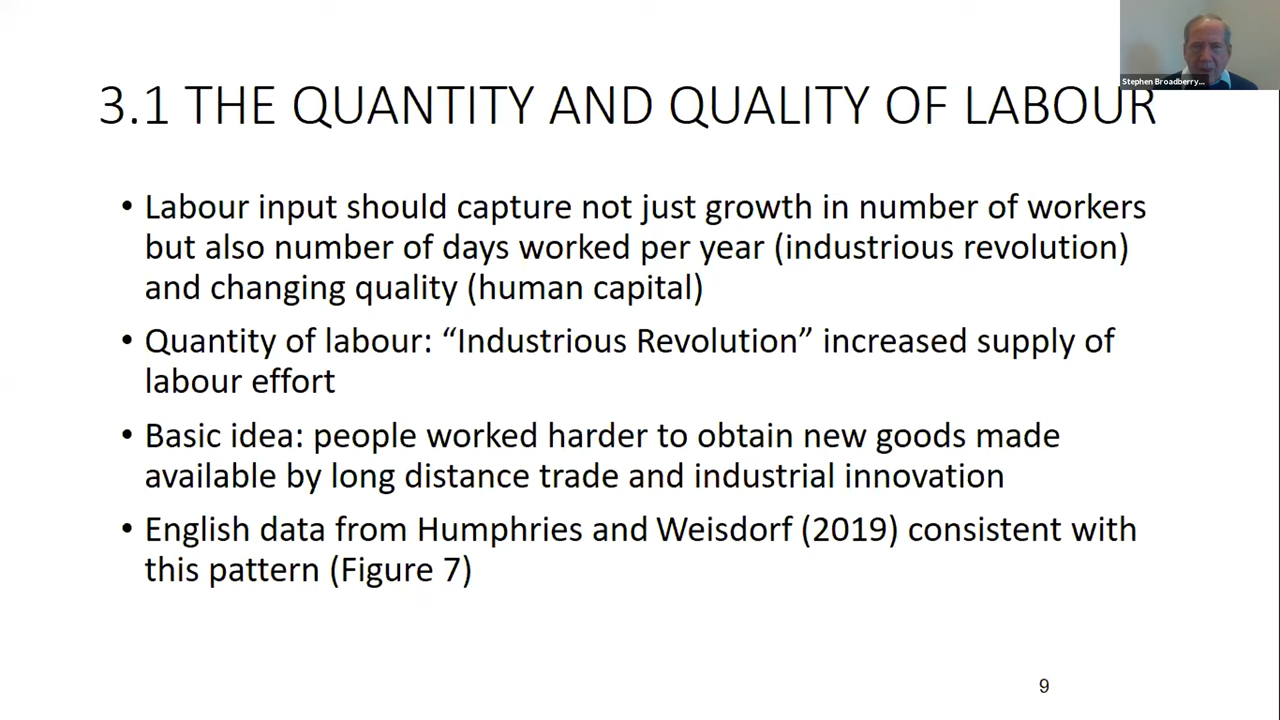 Stephen Broadberry...
3.1 THE QUANTITY AND QUALITY OF LABOUR
• Labour input should capture not just growth in number of workers
but also number of days worked per year (industrious revolution)
and changing quality (human capital)
• Quantity of labour: “Industrious Revolution” increased supply of
labour effort
• Basic idea: people worked harder to obtain new goods made
available by long distance trade and industrial innovation
• English data from Humphries and Weisdorf (2019) consistent with
this pattern (Figure 7)
9